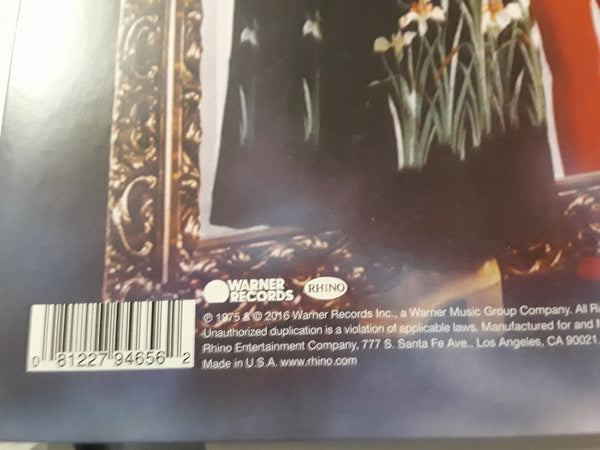 WARNER
RECORDS
RHINO
℗ 1975 & © 2016 Warner Records Inc., a Warner Music Group Company. All
Unauthorized duplication is a violation of applicable laws. Manufactured for and
Rhino Entertainment Company, 777 S. Santa Fe Ave., Los Angeles, CA 90021.
Made in U.S.A. www.rhino.com
0 81227 94656 2